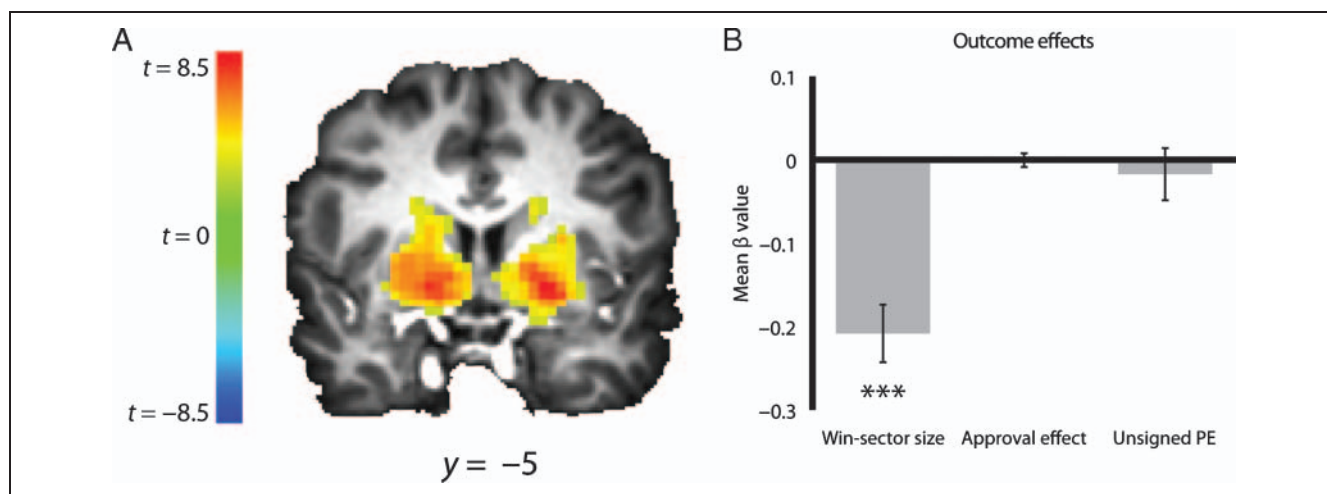 A
t = 8.5
t = 0
t = −8.5
y = −5
B
Outcome effects
Mean β value
0.1
0
−0.1
−0.2
−0.3
***
Win-sector size Approval effect Unsigned PE